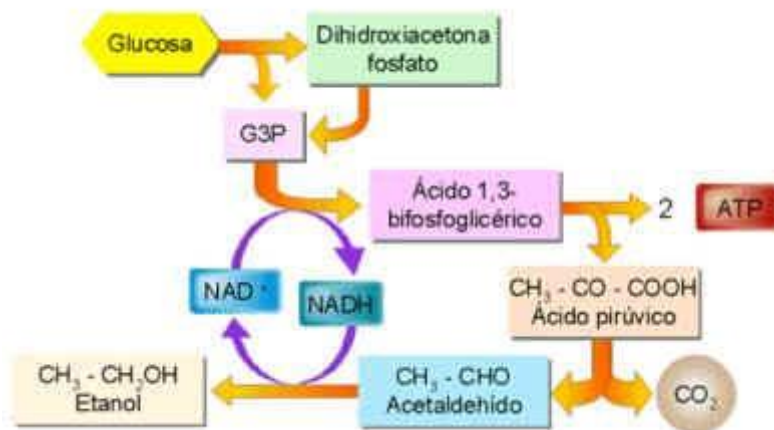 Glucosa
Dihidroxiacetona
fosfato
G3P
Ácido 1,3-
bifosfoglicérico
2
ATP
NAD⁺
NADH
CH₃ - CO - COOH
Ácido pirúvico
CH₃ - CH₂OH
Etanol
CH₃ - CHO
Acetaldehído
CO₂